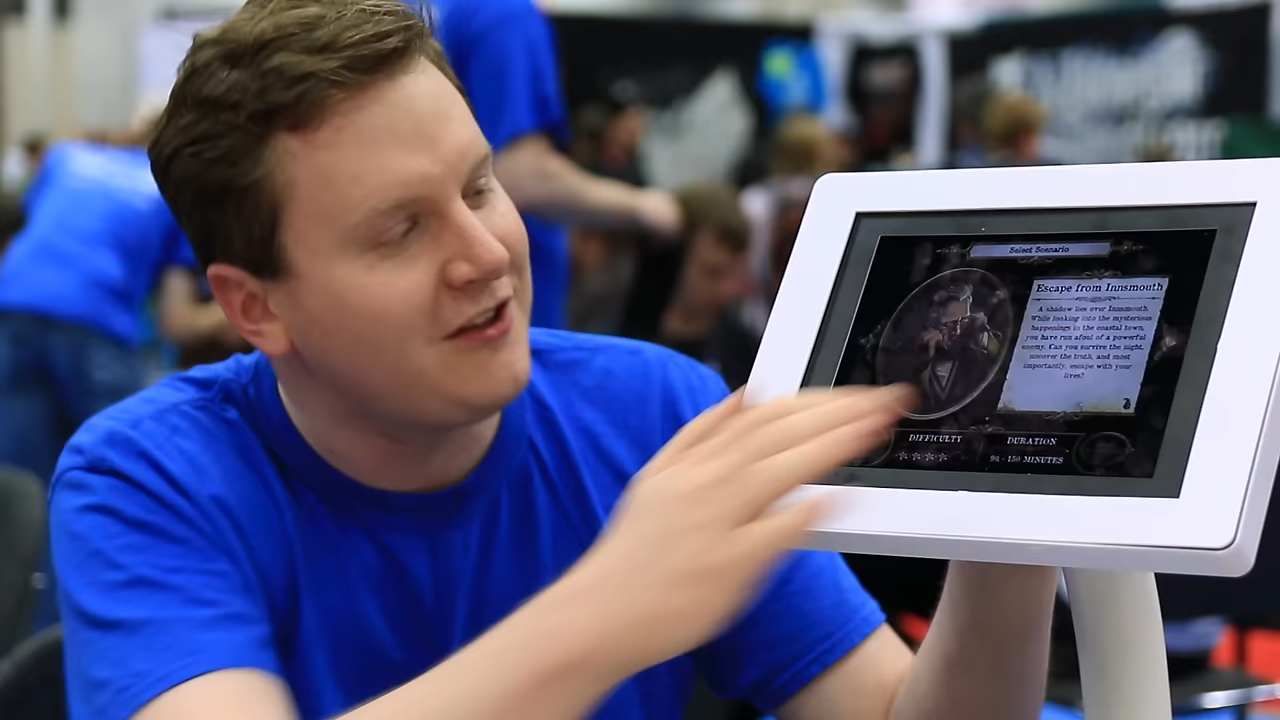 Select Scenario
Escape from Innsmouth
A shadow lies over Innsmouth.
While looking into the mysterious
happenings in the coastal town,
you have run afoul of a powerful
enemy. Can you survive the night,
uncover the truth, and most
importantly, escape with your
lives?
DIFFICULTY
DURATION
90 - 150 MINUTES